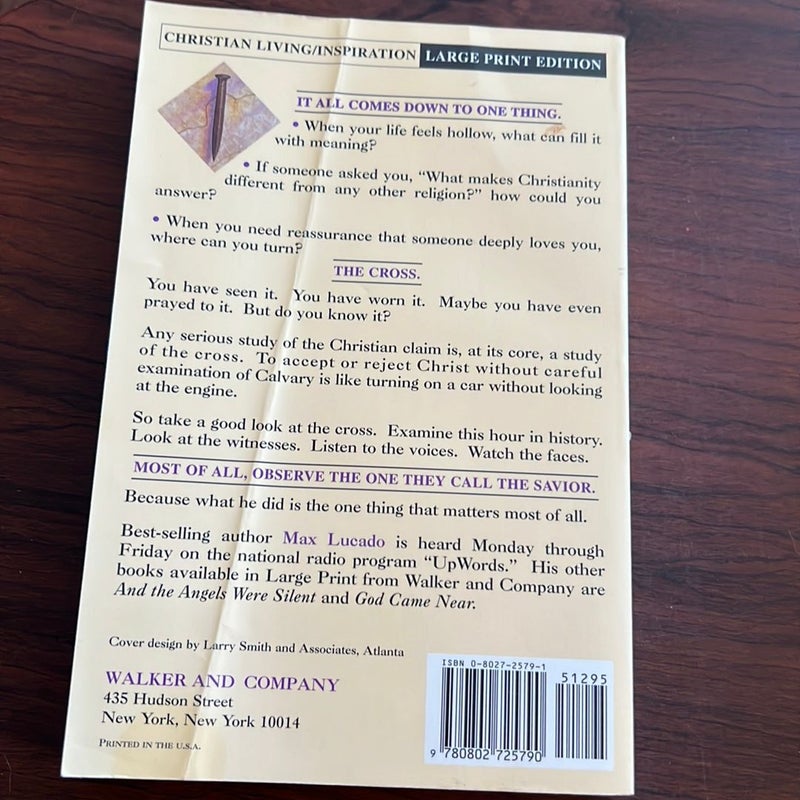 CHRISTIAN LIVING/INSPIRATION LARGE PRINT EDITION
IT ALL COMES DOWN TO ONE THING.
• When your life feels hollow, what can fill it
with meaning?
• If someone asked you, “What makes Christianity
different from any other religion?” how could you
answer?
• When you need reassurance that someone deeply loves you,
where can you turn?
THE CROSS.
You have seen it. You have worn it. Maybe you have even
prayed to it. But do you know it?
Any serious study of the Christian claim is, at its core, a study
of the cross. To accept or reject Christ without careful
examination of Calvary is like turning on a car without looking
at the engine.
So take a good look at the cross. Examine this hour in history.
Look at the witnesses. Listen to the voices. Watch the faces.
MOST OF ALL, OBSERVE THE ONE THEY CALL THE SAVIOR.
Because what he did is the one thing that matters most of all.
Best-selling author Max Lucado is heard Monday through
Friday on the national radio program “UpWords.” His other
books available in Large Print from Walker and Company are
And the Angels Were Silent and God Came Near.
Cover design by Larry Smith and Associates, Atlanta
WALKER AND COMPANY
435 Hudson Street
New York, New York 10014
PRINTED IN THE U.S.A.
ISBN 0-8027-2579-1
51295
9 780802 725790